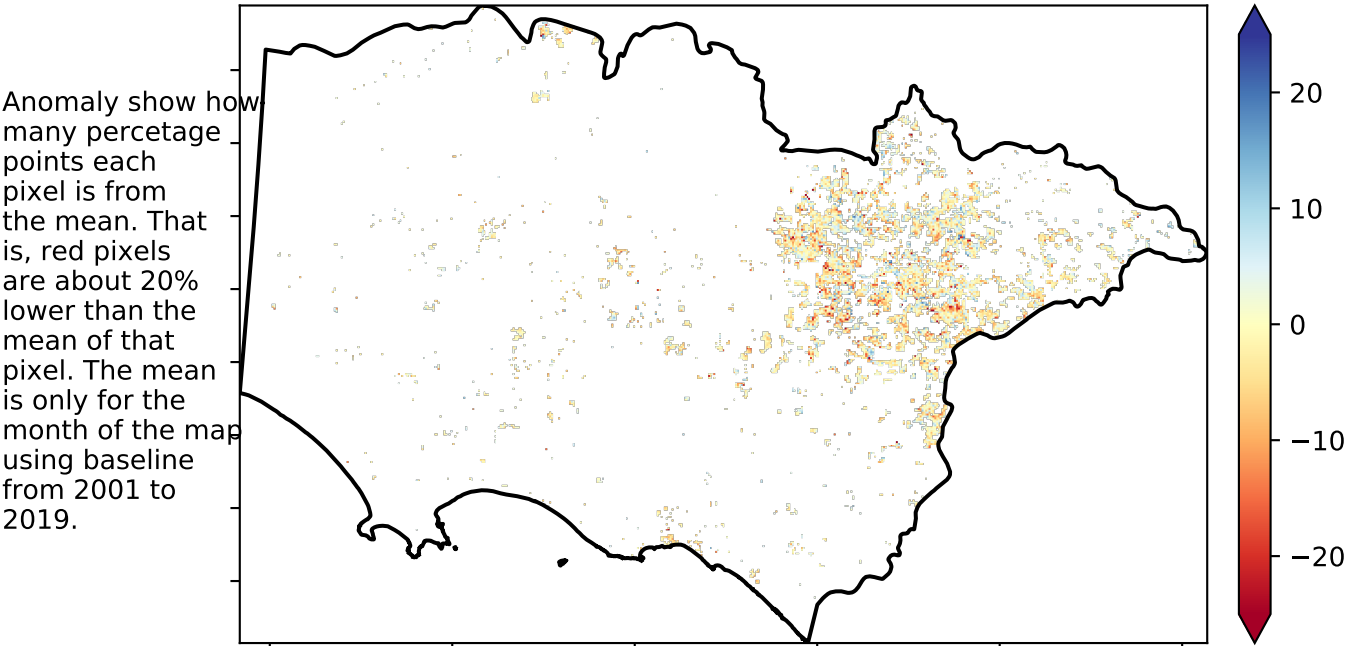 Anomaly show how
many percetage
points each
pixel is from
the mean. That
is, red pixels
are about 20%
lower than the
mean of that
pixel. The mean
is only for the
month of the map
using baseline
from 2001 to
2019.
20
10
0
−10
−20